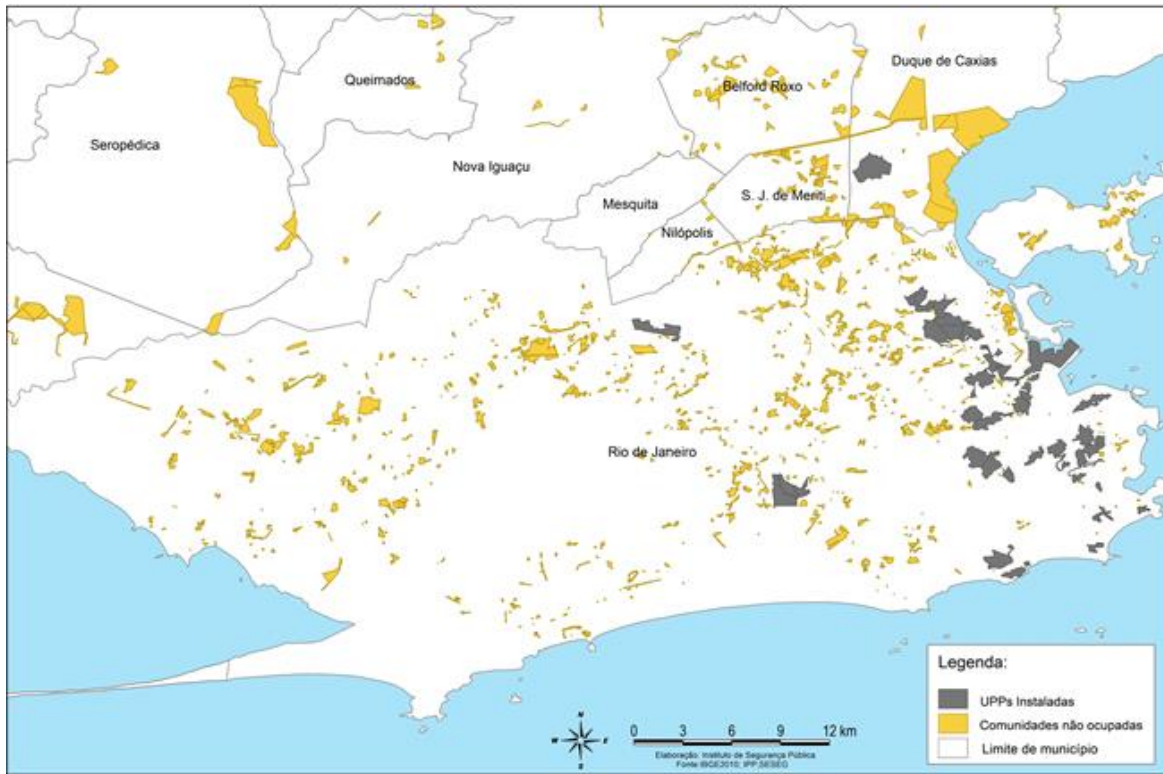 Duque de Caxias
Queimados
Belford Roxo
Seropédica
Nova Iguaçu
Mesquita
S. J. de Meriti
Nilópolis
Rio de Janeiro
Legenda:
UPPs Instaladas
Comunidades não ocupadas
Limite de município
N
W E
S
0 3 6 9 12 km
Elaboração: Instituto de Segurança Pública
Fonte: IBGE2010; IPP;SESEG